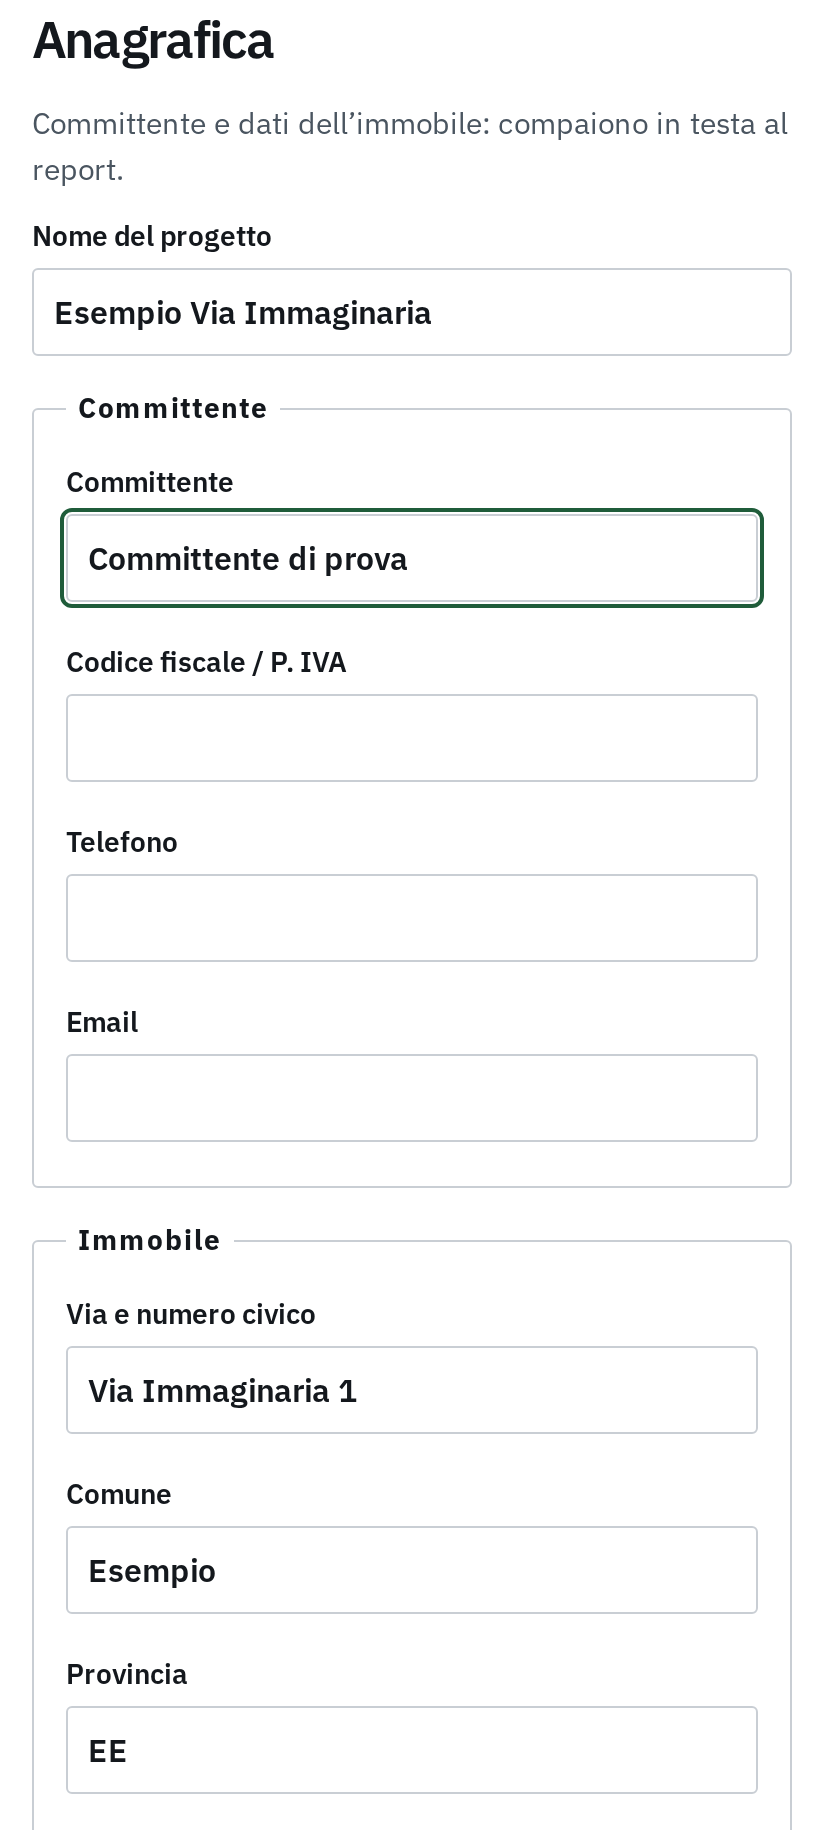 Anagrafica
Committente e dati dell’immobile: compaiono in testa al
report.
Nome del progetto
Esempio Via Immaginaria
Committente
Committente
Committente di prova
Codice fiscale / P. IVA
Telefono
Email
Immobile
Via e numero civico
Via Immaginaria 1
Comune
Esempio
Provincia
EE